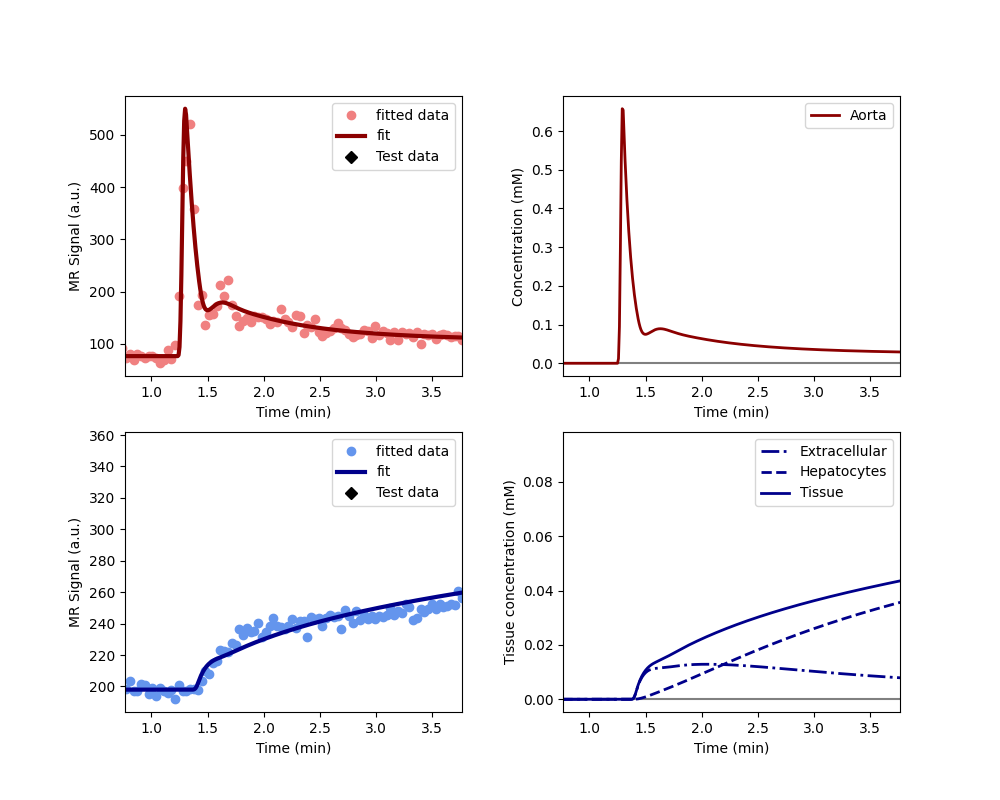 MR Signal (a.u.)
500
400
300
200
100
fitted data
fit
Test data
1.0 1.5 2.0 2.5 3.0 3.5
Time (min)
Concentration (mM)
0.6
0.5
0.4
0.3
0.2
0.1
0.0
Aorta
1.0 1.5 2.0 2.5 3.0 3.5
Time (min)
MR Signal (a.u.)
360
340
320
300
280
260
240
220
200
fitted data
fit
Test data
1.0 1.5 2.0 2.5 3.0 3.5
Time (min)
Tissue concentration (mM)
0.08
0.06
0.04
0.02
0.00
Extracellular
Hepatocytes
Tissue
1.0 1.5 2.0 2.5 3.0 3.5
Time (min)